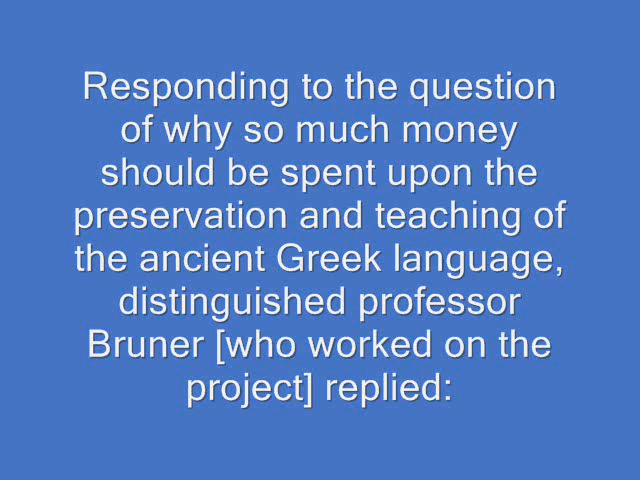 Responding to the question
of why so much money
should be spent upon the
preservation and teaching of
the ancient Greek language,
distinguished professor
Bruner [who worked on the
project] replied: